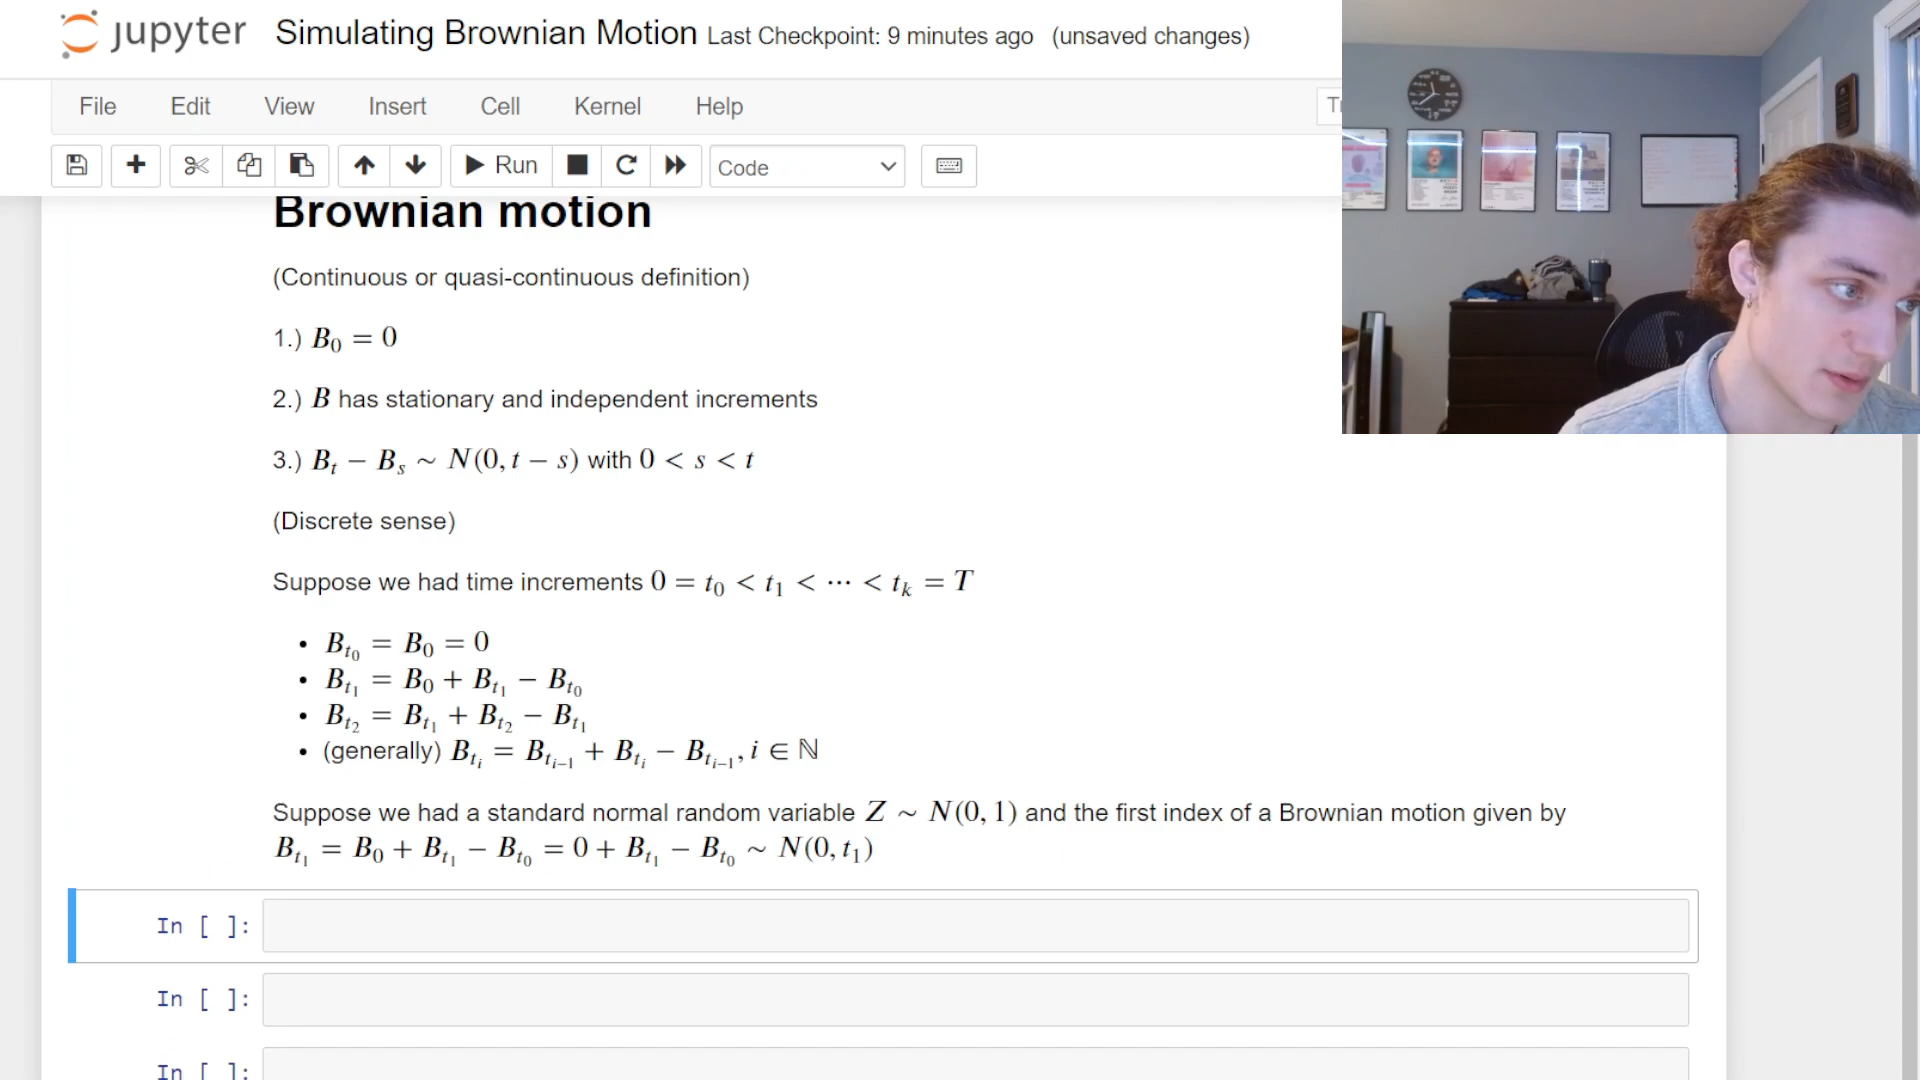 jupyter Simulating Brownian Motion Last Checkpoint: 9 minutes ago (unsaved changes)
File Edit View Insert Cell Kernel Help
Run Code
Brownian motion
(Continuous or quasi-continuous definition)
1.) B₀ = 0
2.) B has stationary and independent increments
3.) Bₜ − Bₛ ~ N(0, t − s) with 0 < s < t
(Discrete sense)
Suppose we had time increments 0 = t₀ < t₁ < ⋯ < tₖ = T
• B_{t₀} = B₀ = 0
• B_{t₁} = B₀ + B_{t₁} − B_{t₀}
• B_{t₂} = B_{t₁} + B_{t₂} − B_{t₁}
• (generally) B_{tᵢ} = B_{tᵢ₋₁} + B_{tᵢ} − B_{tᵢ₋₁}, i ∈ ℕ
Suppose we had a standard normal random variable Z ~ N(0, 1) and the first index of a Brownian motion given by
B_{t₁} = B₀ + B_{t₁} − B_{t₀} = 0 + B_{t₁} − B_{t₀} ~ N(0, t₁)
In [ ]:
In [ ]:
In [ ]: